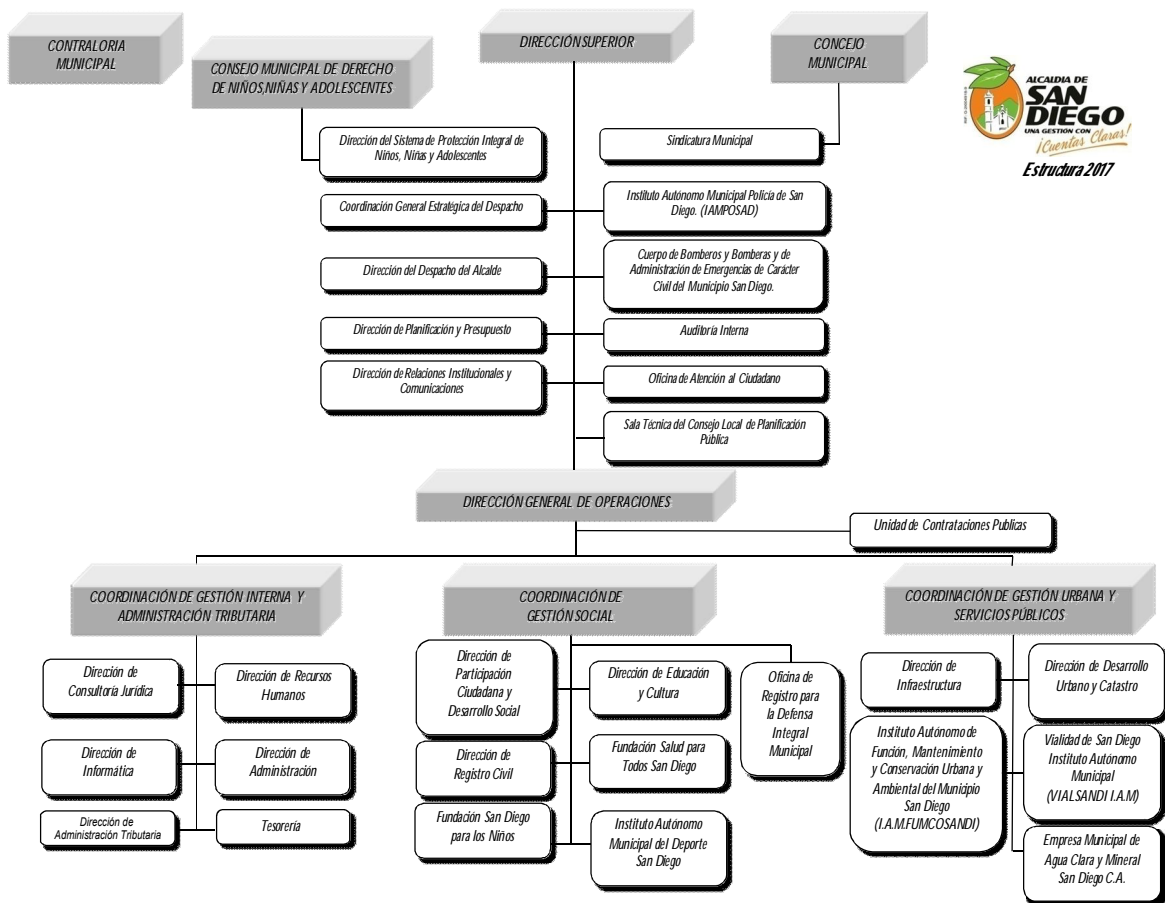 CONTRALORIA
MUNICIPAL
CONSEJO MUNICIPAL DE DERECHO
DE NIÑOS,NIÑAS Y ADOLESCENTES
DIRECCIÓN SUPERIOR
CONCEJO
MUNICIPAL
ALCALDIA DE
SAN
DIEGO
UNA GESTIÓN CON
¡Cuentas Claras!
Estructura 2017
Dirección del Sistema de Protección Integral de
Niños, Niñas y Adolescentes
Sindicatura Municipal
Coordinación General Estratégica del Despacho
Instituto Autónomo Municipal Policía de San
Diego. (IAMPOSAD)
Dirección del Despacho del Alcalde
Cuerpo de Bomberos y Bomberas y de
Administración de Emergencias de Carácter
Civil del Municipio San Diego.
Dirección de Planificación y Presupuesto
Auditoría Interna
Dirección de Relaciones Institucionales y
Comunicaciones
Oficina de Atención al Ciudadano
Sala Técnica del Consejo Local de Planificación
Pública
DIRECCIÓN GENERAL DE OPERACIONES
Unidad de Contrataciones Publicas
COORDINACIÓN DE GESTIÓN INTERNA Y
ADMINISTRACIÓN TRIBUTARIA
Dirección de
Consultoría Jurídica
Dirección de Recursos
Humanos
Dirección de
Informática
Dirección de
Administración
Dirección de
Administración Tributaria
Tesorería
COORDINACIÓN DE
GESTIÓN SOCIAL
Dirección de
Participación
Ciudadana y
Desarrollo Social
Dirección de Educación
y Cultura
Oficina de
Registro para
la Defensa
Integral
Municipal
Dirección de
Registro Civil
Fundación Salud para
Todos San Diego
Fundación San Diego
para los Niños
Instituto Autónomo
Municipal del Deporte
San Diego
COORDINACIÓN DE GESTIÓN URBANA Y
SERVICIOS PÚBLICOS
Dirección de
Infraestructura
Dirección de Desarrollo
Urbano y Catastro
Instituto Autónomo de
Función, Mantenimiento
y Conservación Urbana y
Ambiental del Municipio
San Diego
(I.A.M.FUMCOSANDI)
Vialidad de San Diego
Instituto Autónomo
Municipal
(VIALSANDI I.A.M)
Empresa Municipal de
Agua Clara y Mineral
San Diego C.A.